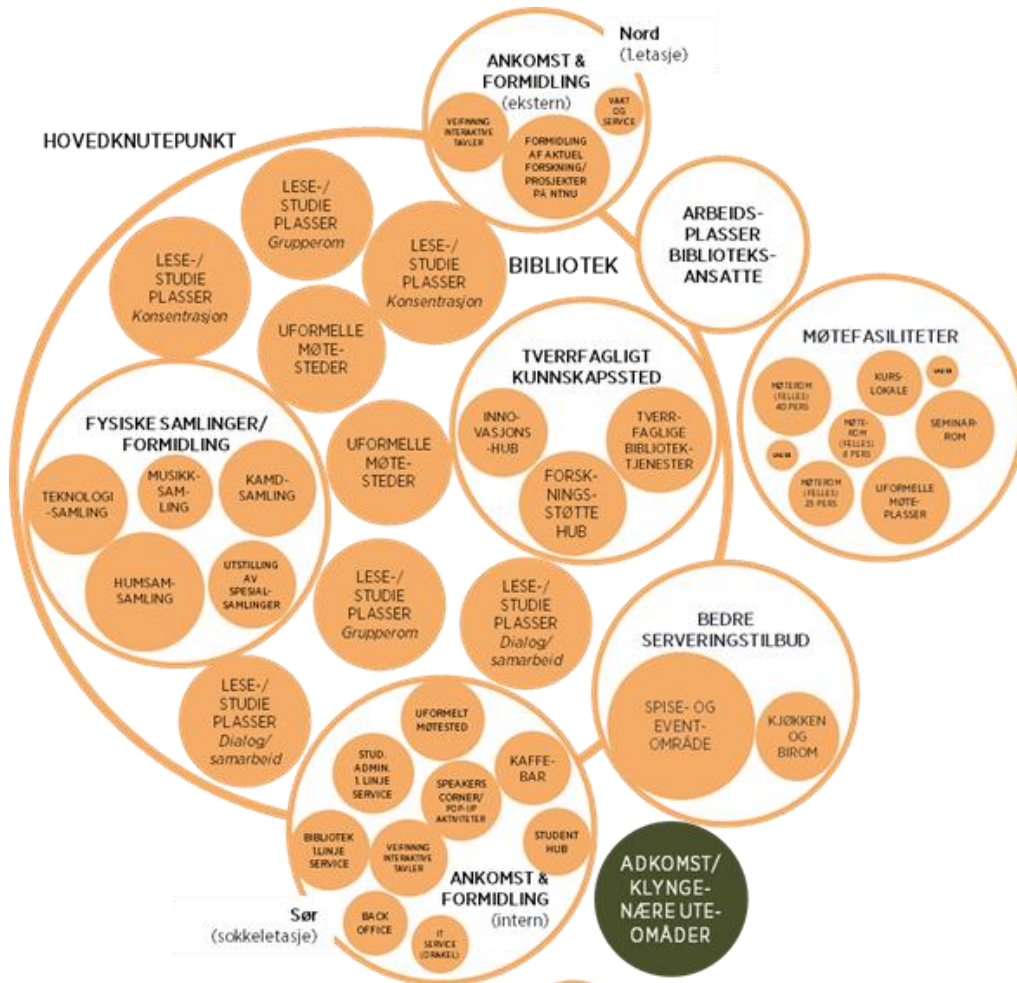 Nord
(1.etasje)
ANKOMST &
FORMIDLING
(ekstern)
VEIFINNING
INTERAKTIVE
TAVLER
VAKT
OG
SERVICE
FORMIDLING
AF AKTUEL
FORSKNING/
PROSJEKTER
PÅ NTNU
HOVEDKNUTEPUNKT
LESE-/
STUDIE
PLASSER
Grupperom
LESE-/
STUDIE
PLASSER
Konsentrasjon
LESE-/
STUDIE
PLASSER
Konsentrasjon
BIBLIOTEK
ARBEIDS-
PLASSER
BIBLIOTEKS-
ANSATTE
UFORMELLE
MØTE-
STEDER
MØTEFASILITETER
MØTEROM
(FELLES)
40 PERS
KURS-
LOKALE
LAGER
MØTE-
ROM
(FELLES)
8 PERS
SEMINAR-
ROM
LAGER
MØTEROM
(FELLES)
25 PERS
UFORMELLE
MØTE-
PLASSER
TVERRFAGLIGT
KUNNSKAPSSTED
INNO-
VASJONS
-HUB
TVERR-
FAGLIGE
BIBLIOTEK-
TJENESTER
FORSK-
NINGS-
STØTTE
HUB
FYSISKE SAMLINGER/
FORMIDLING
TEKNOLOGI
-SAMLING
MUSIKK-
SAM-
LING
KAMD-
SAMLING
HUMSAM-
SAMLING
UTSTILLING
AV
SPESIAL-
SAMLINGER
UFORMELLE
MØTE-
STEDER
LESE-/
STUDIE
PLASSER
Grupperom
LESE-/
STUDIE
PLASSER
Dialog/
samarbeid
LESE-/
STUDIE
PLASSER
Dialog/
samarbeid
BEDRE
SERVERINGSTILBUD
SPISE- OG
EVENT-
OMRÅDE
KJØKKEN
OG
BIROM
UFORMELT
MØTESTED
STUD.
ADMIN.
1. LINJE
SERVICE
SPEAKERS
CORNER/
POP-UP
AKTIVITETER
KAFFE-
BAR
BIBLIOTEK
1.LINJE
SERVICE
VEIFINNING
INTERAKTIVE
TAVLER
STUDENT
HUB
ANKOMST &
FORMIDLING
(intern)
BACK
OFFICE
IT
SERVICE
(ORAKEL)
Sør
(sokkeletasje)
ADKOMST/
KLYNGE-
NÆRE UTE-
OMÅDER